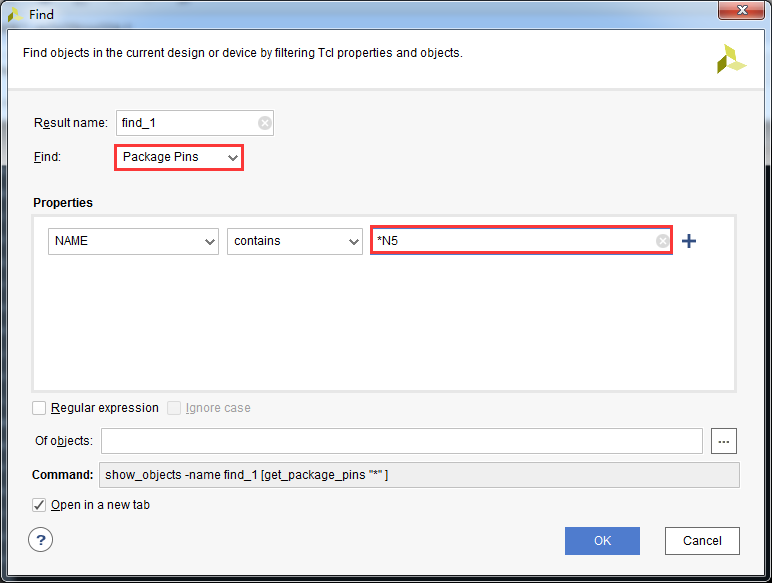 Find
Find objects in the current design or device by filtering Tcl properties and objects.
Result name: find_1
Find: Package Pins
Properties
NAME contains *N5
Regular expression Ignore case
Of objects: ...
Command: show_objects -name find_1 [get_package_pins "*" ]
Open in a new tab
? OK Cancel